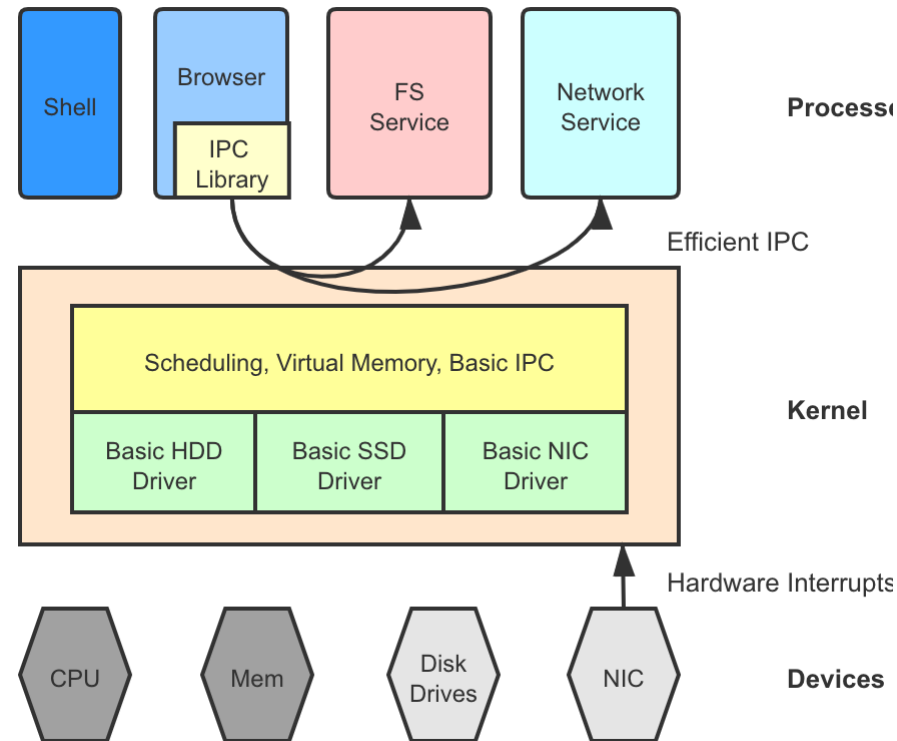 Shell
Browser
IPC
Library
FS
Service
Network
Service
Efficient IPC
Scheduling, Virtual Memory, Basic IPC
Kernel
Basic HDD
Driver
Basic SSD
Driver
Basic NIC
Driver
Hardware Interrupts
CPU
Mem
Disk
Drives
NIC
Devices